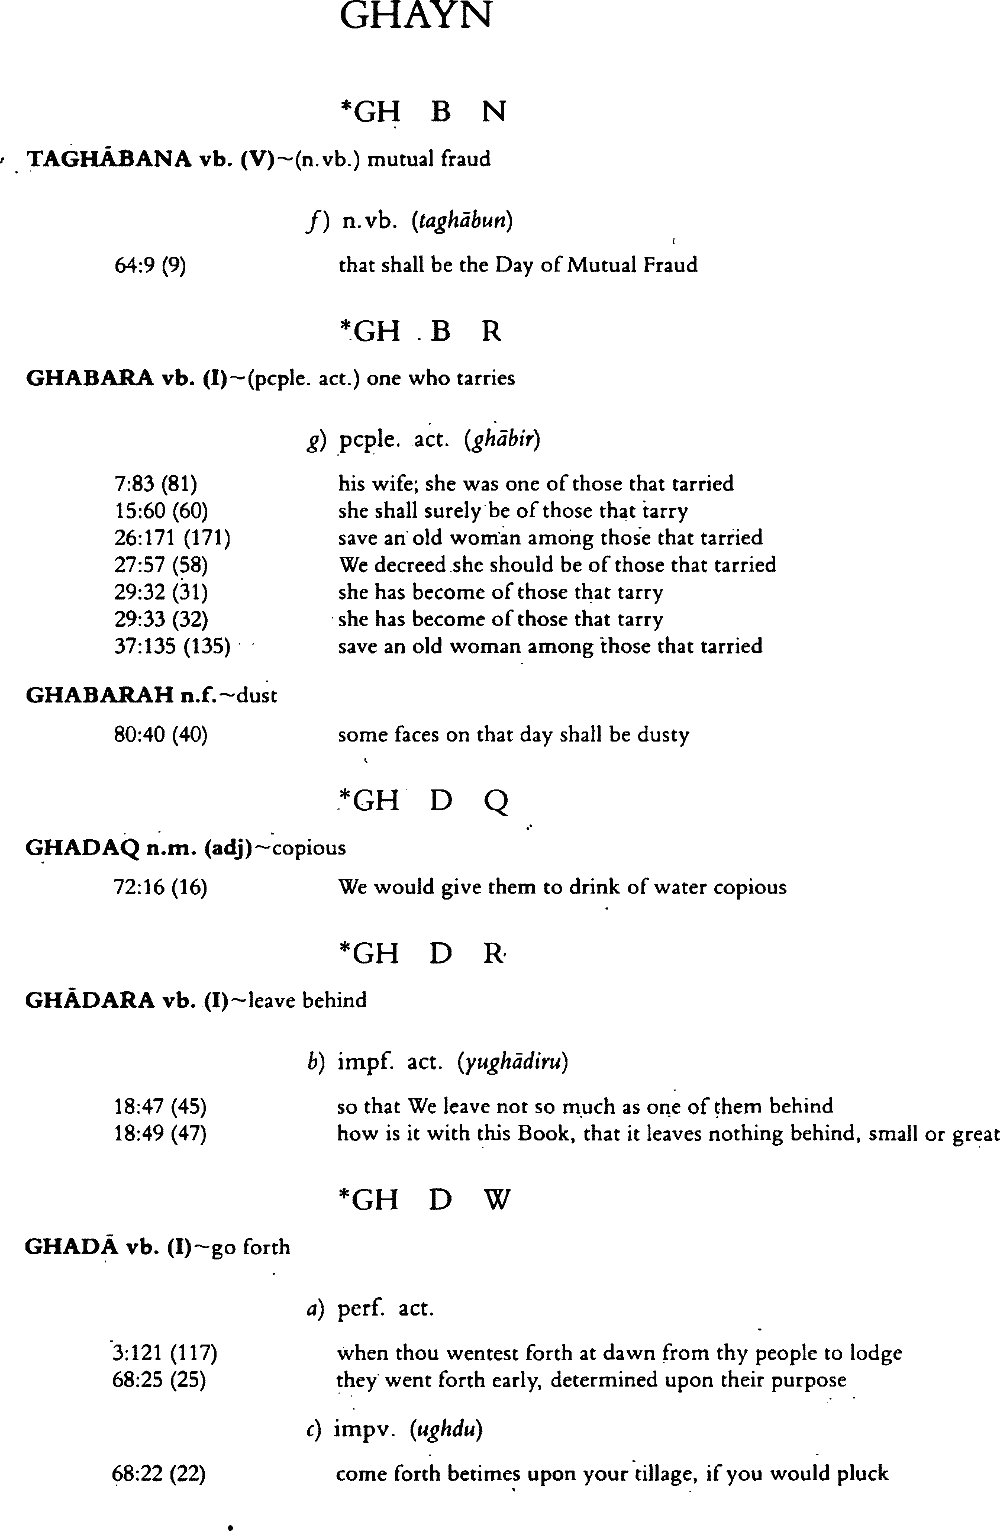 GHAYN
*GH B N
TAGHĀBANA vb. (V)~(n.vb.) mutual fraud
f) n.vb. (taghābun)
64:9 (9) that shall be the Day of Mutual Fraud
*GH B R
GHABARA vb. (I)~(pcple. act.) one who tarries
g) pcple. act. (ghābir)
7:83 (81) his wife; she was one of those that tarried
15:60 (60) she shall surely be of those that tarry
26:171 (171) save an old woman among those that tarried
27:57 (58) We decreed she should be of those that tarried
29:32 (31) she has become of those that tarry
29:33 (32) she has become of those that tarry
37:135 (135) save an old woman among those that tarried
GHABARAH n.f.~dust
80:40 (40) some faces on that day shall be dusty
*GH D Q
GHADAQ n.m. (adj)~copious
72:16 (16) We would give them to drink of water copious
*GH D R
GHĀDARA vb. (I)~leave behind
b) impf. act. (yughādiru)
18:47 (45) so that We leave not so much as one of them behind
18:49 (47) how is it with this Book, that it leaves nothing behind, small or great
*GH D W
GHADĀ vb. (I)~go forth
a) perf. act.
3:121 (117) when thou wentest forth at dawn from thy people to lodge
68:25 (25) they went forth early, determined upon their purpose
c) impv. (ughdu)
68:22 (22) come forth betimes upon your tillage, if you would pluck